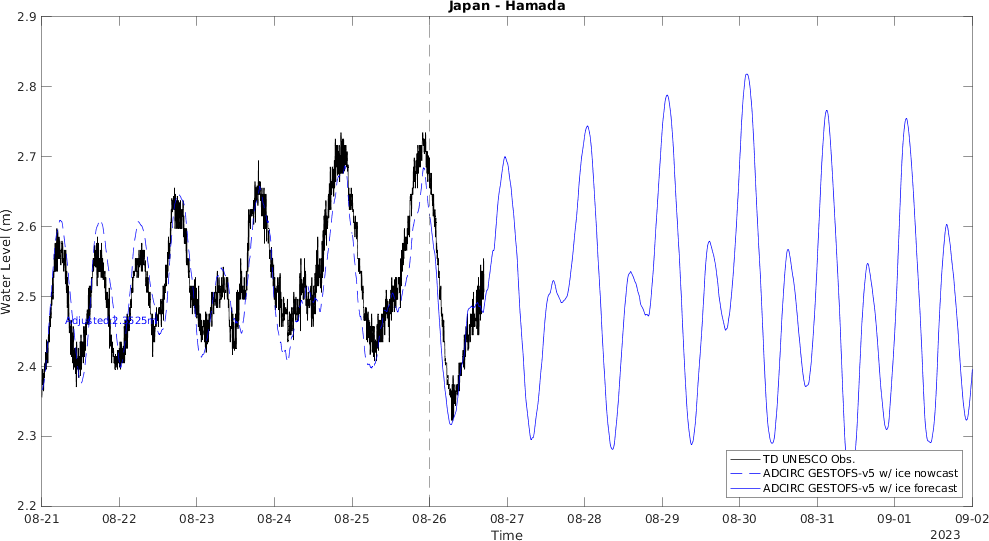 Japan - Hamada
Water Level (m)
2.9
2.8
2.7
2.6
2.5
2.4
2.3
2.2
TD UNESCO Obs.
ADCIRC GESTOFS-v5 w/ ice nowcast
ADCIRC GESTOFS-v5 w/ ice forecast
08-21 08-22 08-23 08-24 08-25 08-26 08-27 08-28 08-29 08-30 08-31 09-01 09-02
Time
2023